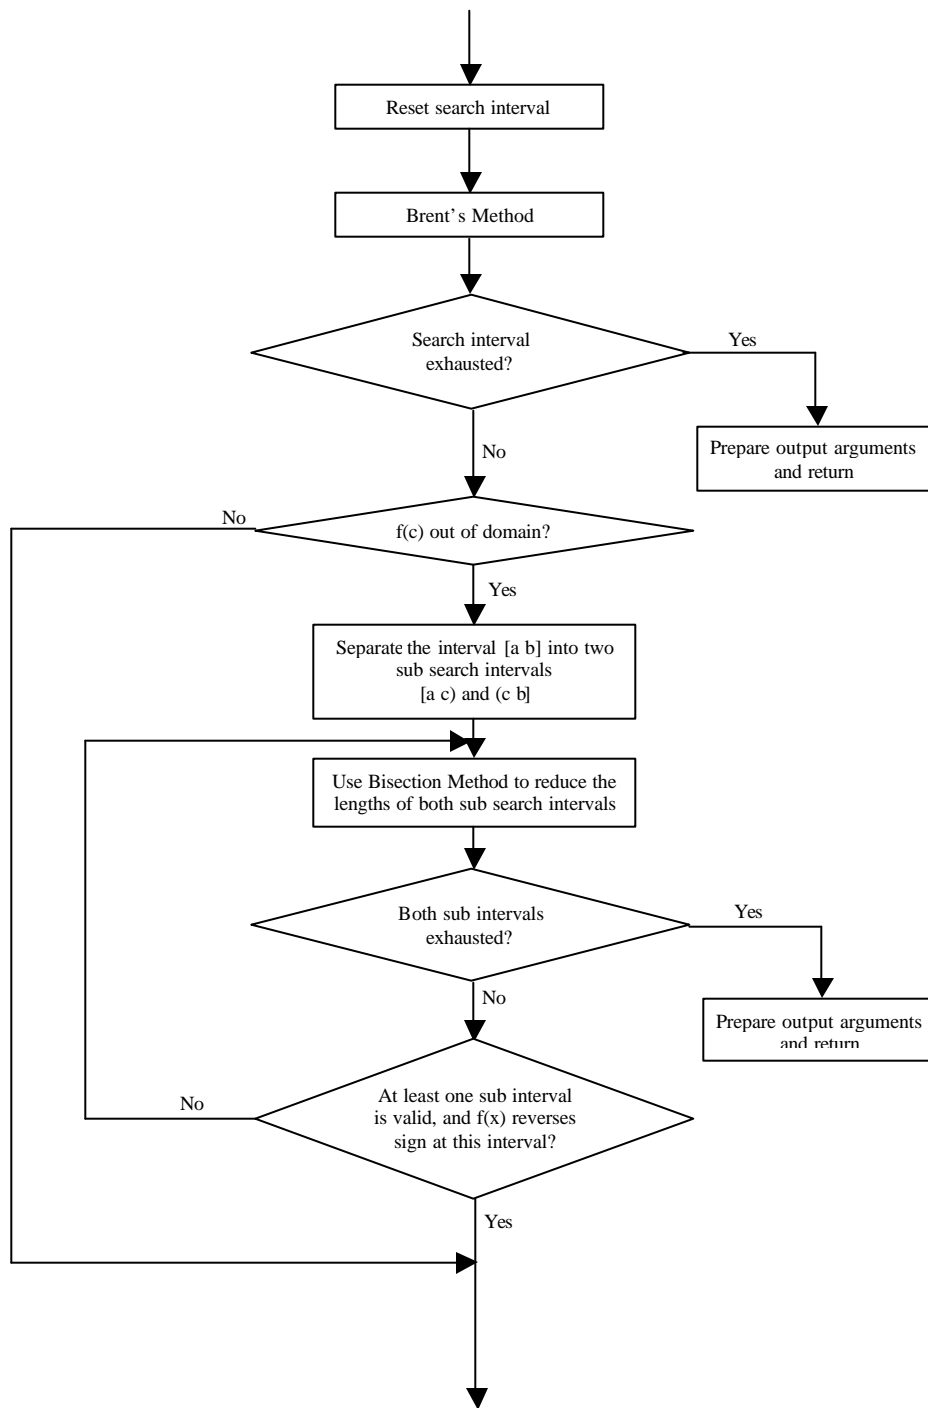 Reset search interval
Brent's Method
Search interval
exhausted?
Yes
Prepare output arguments
and return
No
No
f(c) out of domain?
Yes
Separate the interval [a b] into two
sub search intervals
[a c) and (c b]
Use Bisection Method to reduce the
lengths of both sub search intervals
Both sub intervals
exhausted?
Yes
Prepare output arguments
and return
No
No
At least one sub interval
is valid, and f(x) reverses
sign at this interval?
Yes